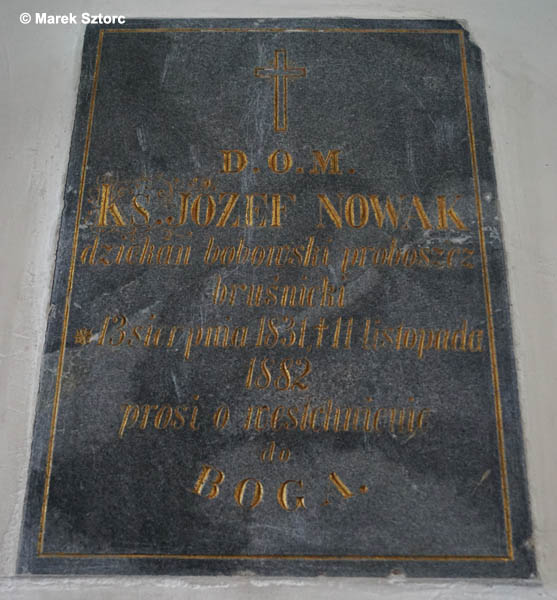 © Marek Sztorc
D.O.M.
KS. JÓZEF NOWAK
dziekan bobowski proboszcz
bruśnicki
* 13 sierpnia 1831 † 11 listopada
1882
prosi o westchnienie
do
BOGA.